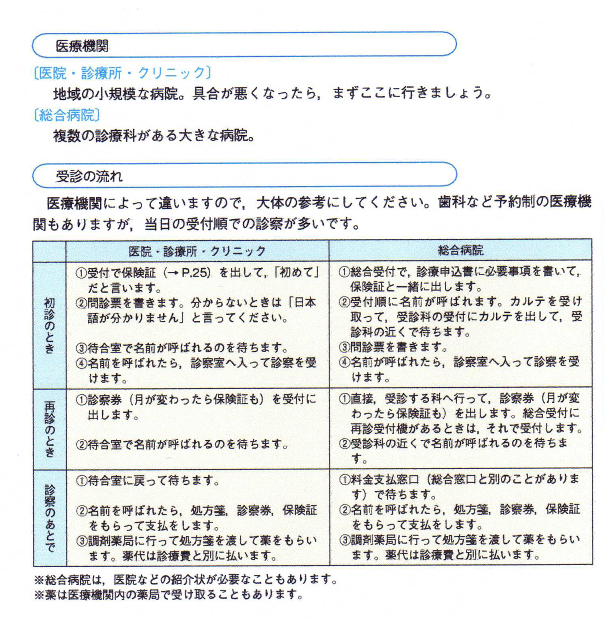 医療機関
〔医院・診療所・クリニック〕
地域の小規模な病院。具合が悪くなったら，まずここに行きましょう。
〔総合病院〕
複数の診療科がある大きな病院。
受診の流れ
医療機関によって違いますので，大体の参考にしてください。歯科など予約制の医療機
関もありますが，当日の受付順での診察が多いです。
医院・診療所・クリニック
総合病院
初診のとき
①受付で保険証（→ P.25）を出して，「初めて」
だと言います。
②問診票を書きます。分からないときは「日本
語が分かりません」と言ってください。
③待合室で名前が呼ばれるのを待ちます。
④名前を呼ばれたら，診察室へ入って診察を受
けます。
①総合受付で，診療申込書に必要事項を書いて，
保険証と一緒に出します。
②受付順に名前が呼ばれます。カルテを受け
取って，受診科の受付にカルテを出して，受
診科の近くで待ちます。
③問診票を書きます。
④名前が呼ばれたら，診察室へ入って診察を受
けます。
再診のとき
①診察券（月が変わったら保険証も）を受付に
出します。
②待合室で名前が呼ばれるのを待ちます。
①直接，受診する科へ行って，診察券（月が変
わったら保険証も）を出します。総合受付に
再診受付機があるときは，それで受付します。
②受診科の近くで名前が呼ばれるのを待ちま
す。
診察のあとで
①待合室に戻って待ちます。
②名前を呼ばれたら，処方箋，診察券，保険証
をもらって支払をします。
③調剤薬局に行って処方箋を渡して薬をもらい
ます。薬代は診療費と別に払います。
①料金支払窓口（総合窓口と別のことがありま
す）で待ちます。
②名前を呼ばれたら，処方箋，診察券，保険証
をもらって支払をします。
③調剤薬局に行って処方箋を渡して薬をもらい
ます。薬代は診療費と別に払います。
※総合病院は，医院などの紹介状が必要なこともあります。
※薬は医療機関内の薬局で受け取ることもあります。